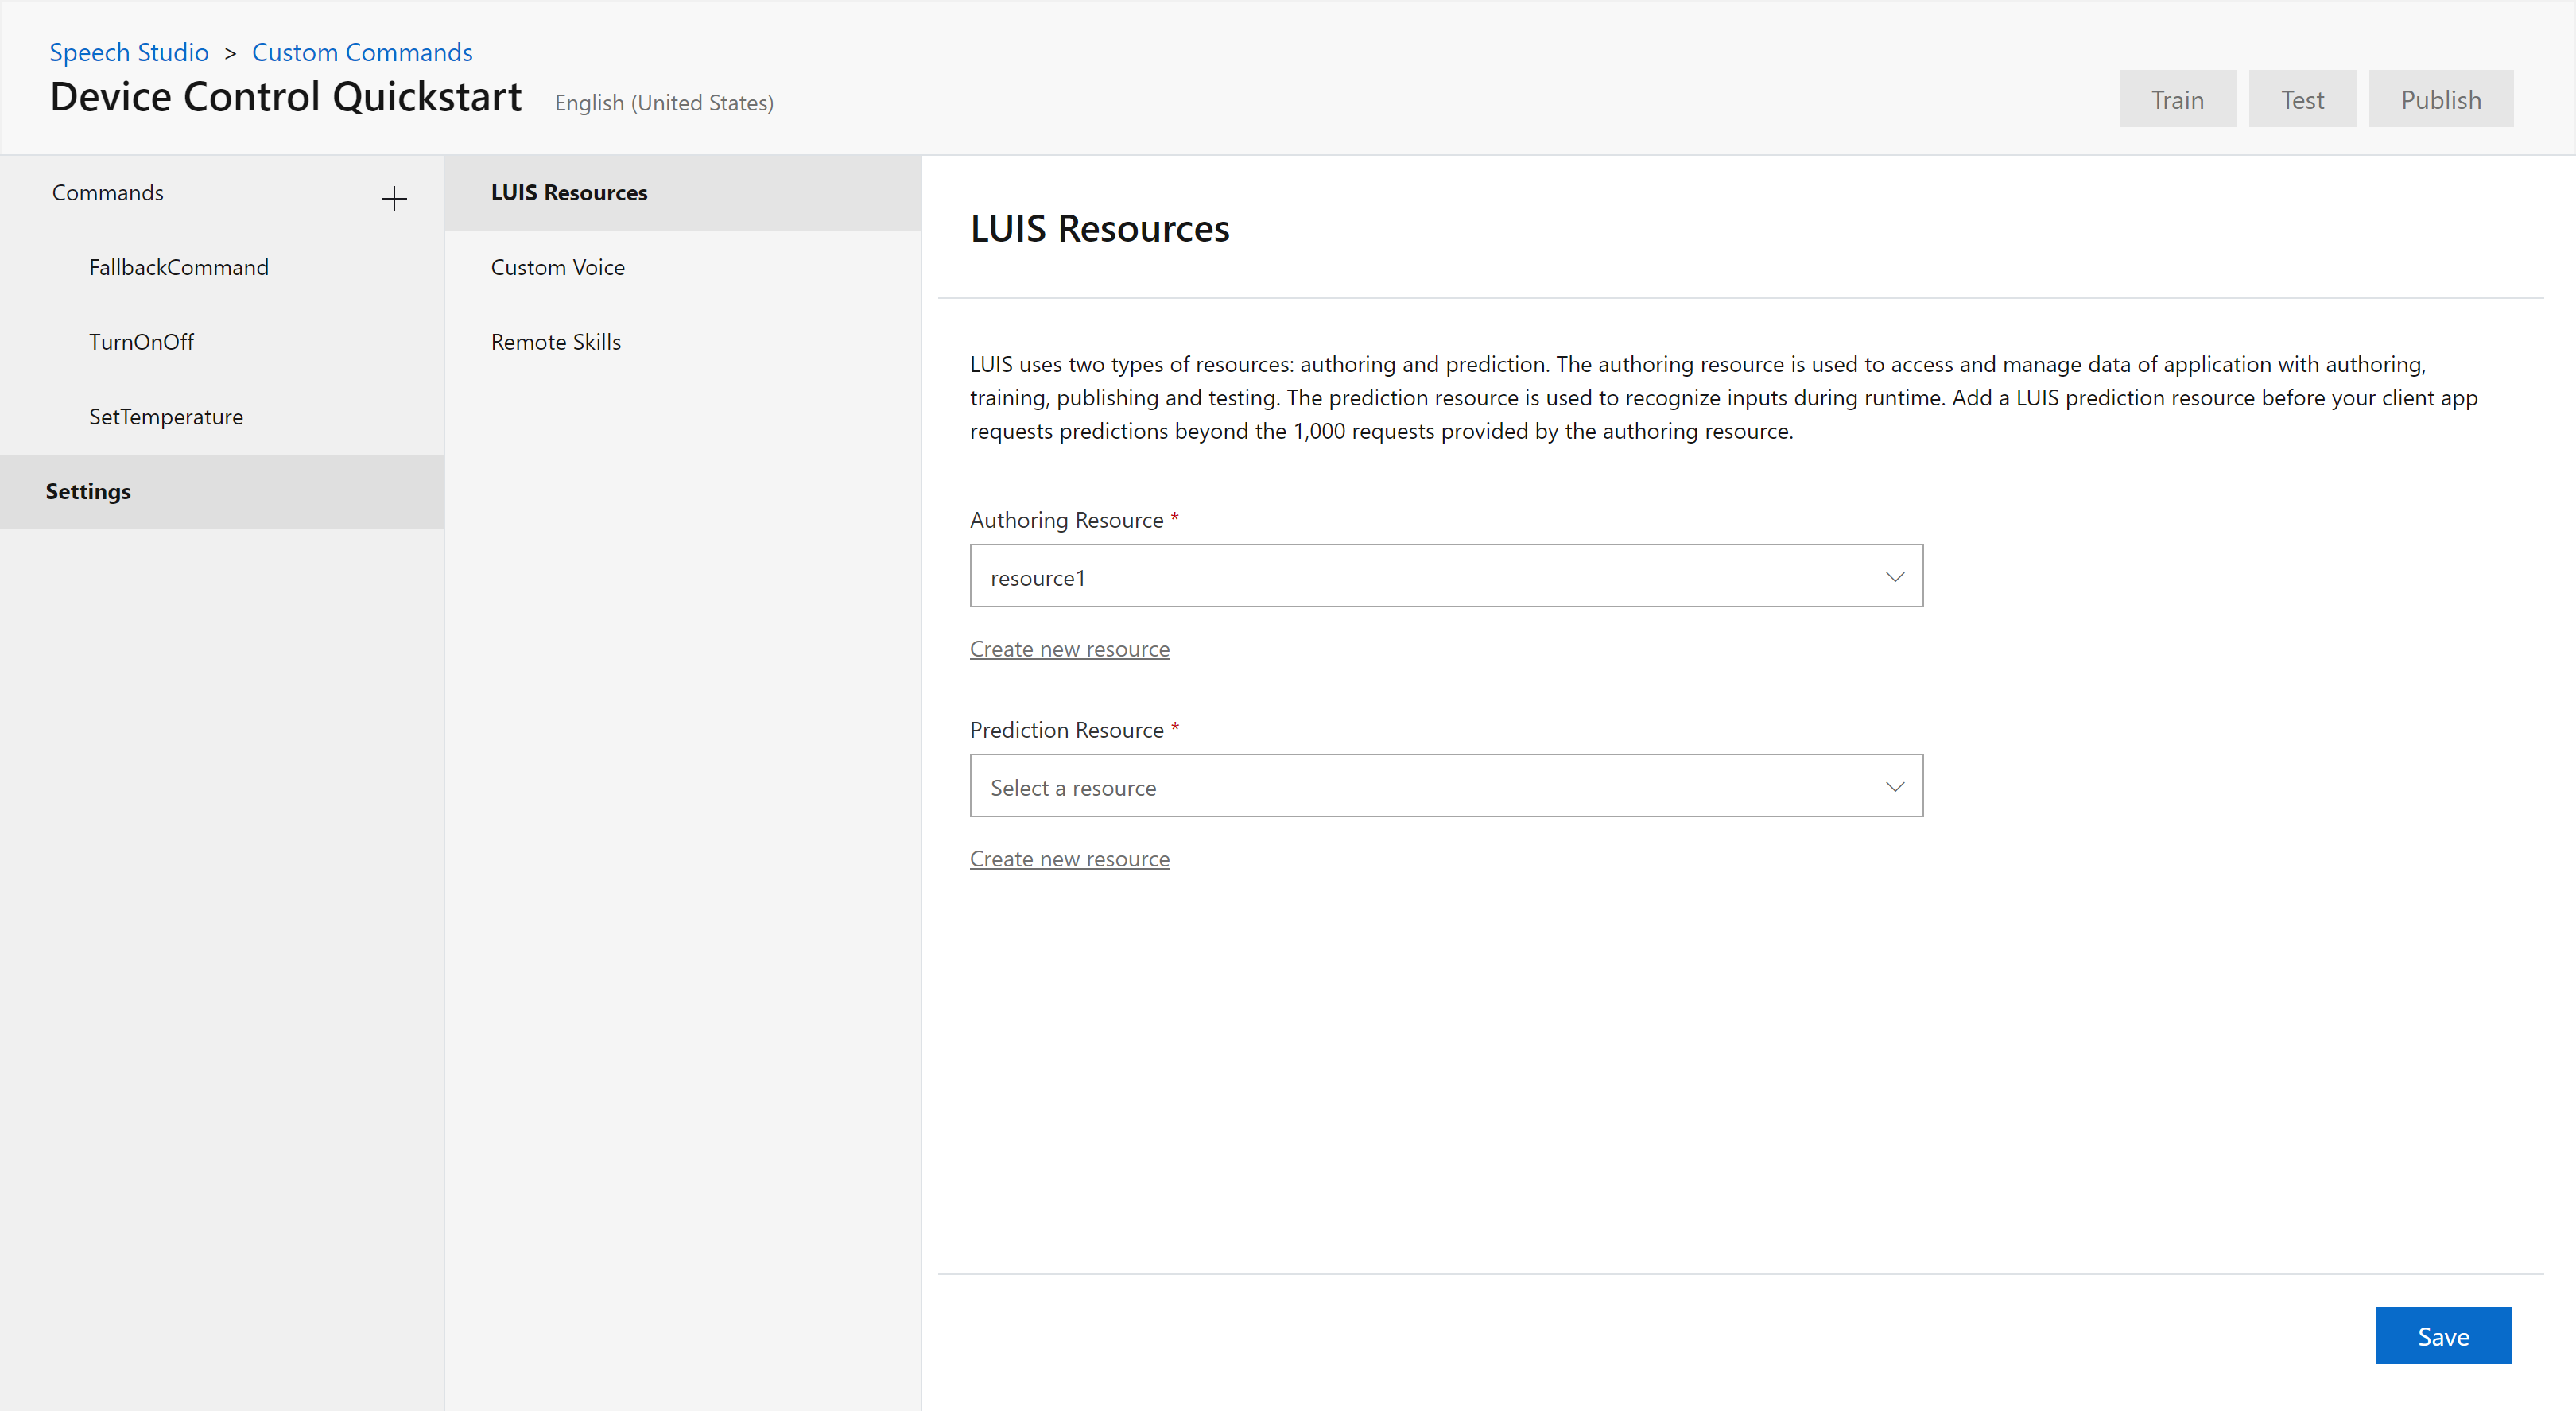 Speech Studio > Custom Commands
Device Control Quickstart English (United States)
Train Test Publish
Commands
FallbackCommand
TurnOnOff
SetTemperature
Settings
LUIS Resources
Custom Voice
Remote Skills
LUIS Resources
LUIS uses two types of resources: authoring and prediction. The authoring resource is used to access and manage data of application with authoring,
training, publishing and testing. The prediction resource is used to recognize inputs during runtime. Add a LUIS prediction resource before your client app
requests predictions beyond the 1,000 requests provided by the authoring resource.
Authoring Resource *
resource1
Create new resource
Prediction Resource *
Select a resource
Create new resource
Save